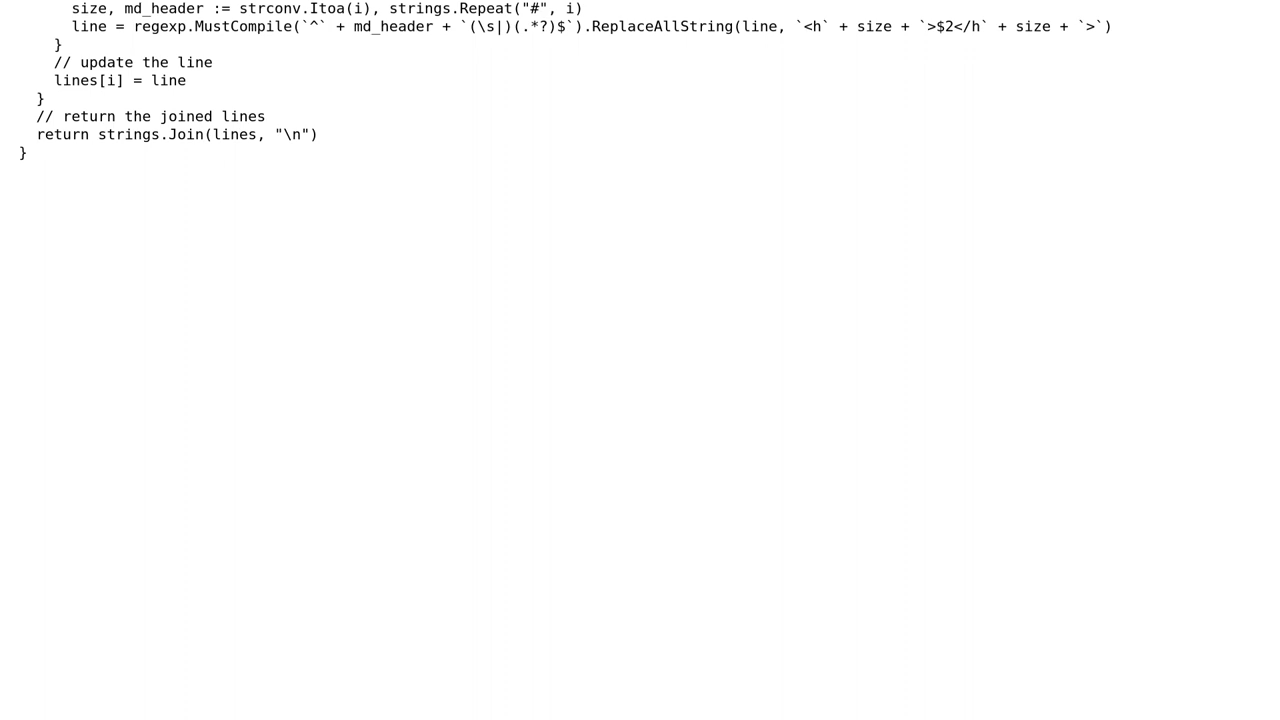 size, md_header := strconv.Itoa(i), strings.Repeat("#", i)
line = regexp.MustCompile(`^` + md_header + `(\s|)(.*?)$`).ReplaceAllString(line, `<h` + size + `>$2</h` + size + `>`)
}
// update the line
lines[i] = line
}
// return the joined lines
return strings.Join(lines, "\n")
}